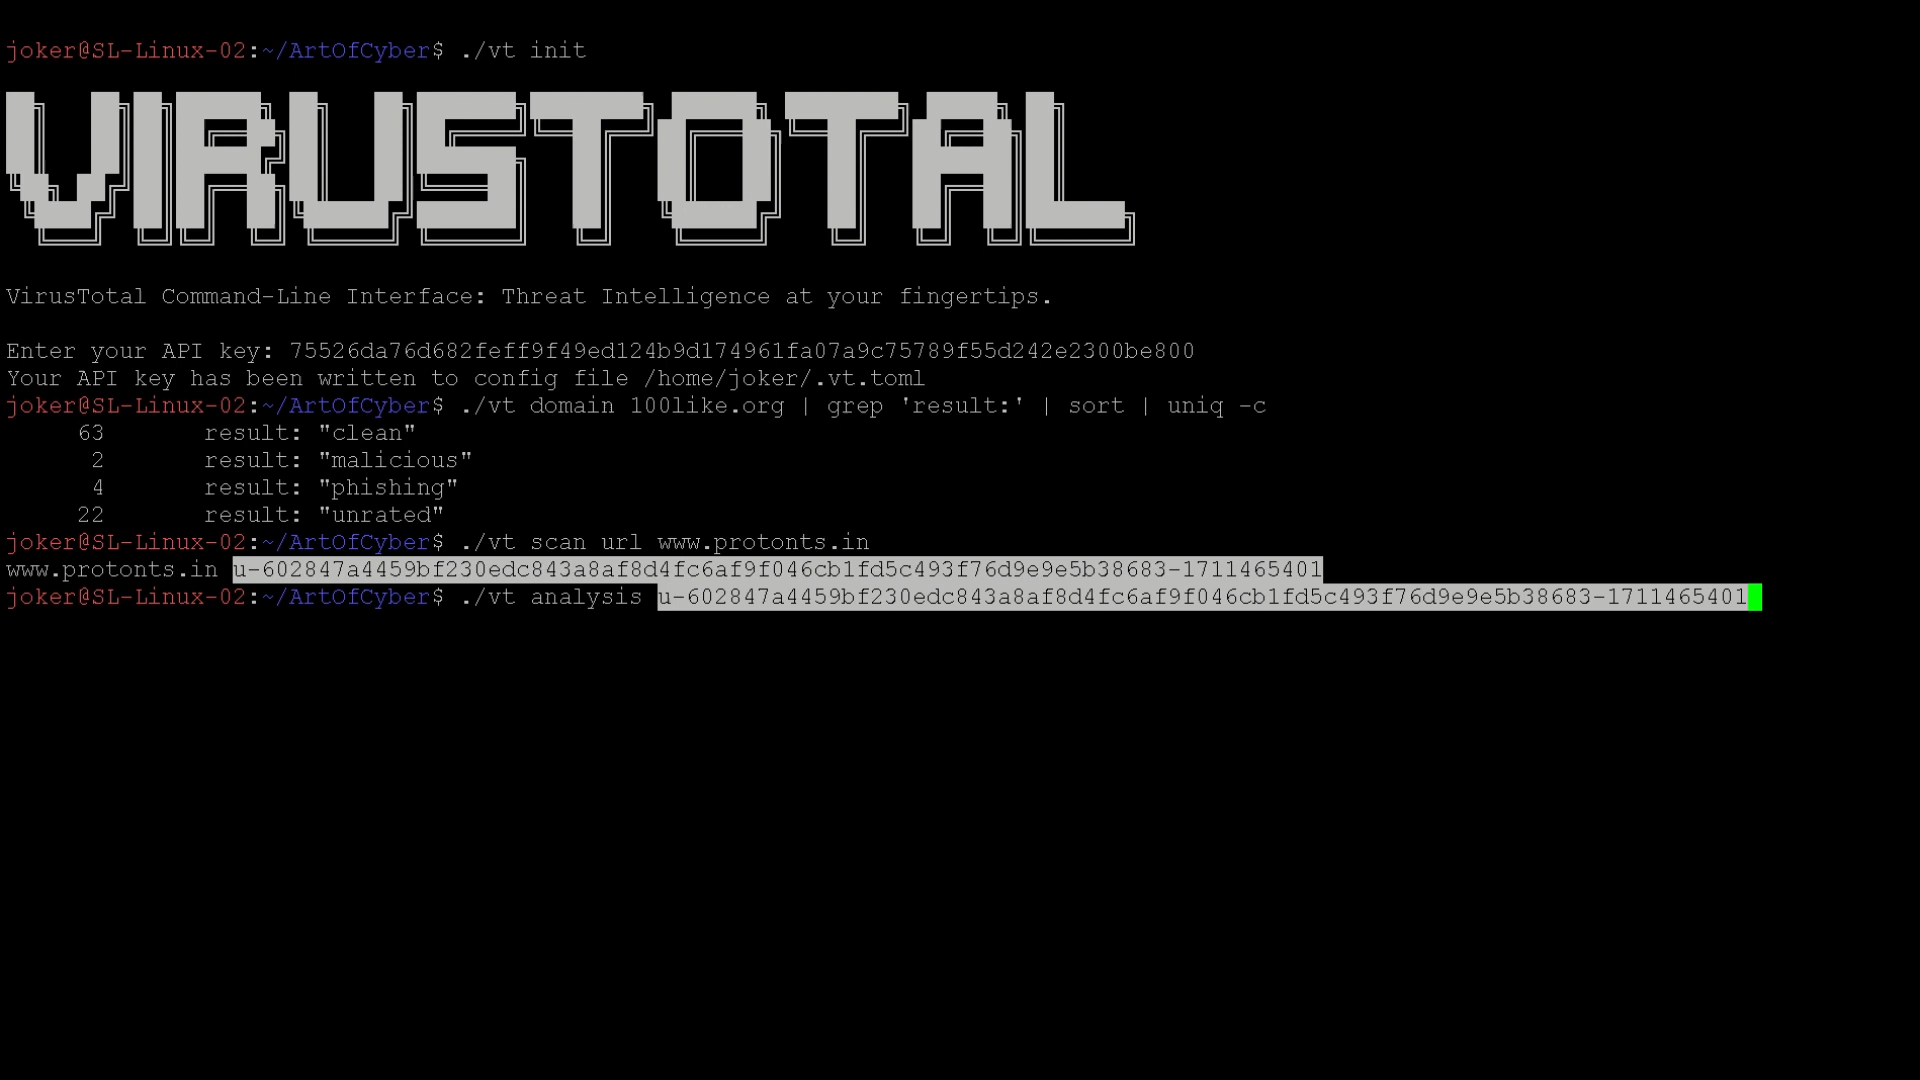 joker@SL-Linux-02:~/ArtOfCyber$ ./vt init
VIRUSTOTAL
VirusTotal Command-Line Interface: Threat Intelligence at your fingertips.
Enter your API key: 75526da76d682feff9f49ed124b9d174961fa07a9c75789f55d242e2300be800
Your API key has been written to config file /home/joker/.vt.toml
joker@SL-Linux-02:~/ArtOfCyber$ ./vt domain 100like.org | grep 'result:' | sort | uniq -c
63 result: "clean"
2 result: "malicious"
4 result: "phishing"
22 result: "unrated"
joker@SL-Linux-02:~/ArtOfCyber$ ./vt scan url www.protonts.in
www.protonts.in u-602847a4459bf230edc843a8af8d4fc6af9f046cb1fd5c493f76d9e9e5b38683-1711465401
joker@SL-Linux-02:~/ArtOfCyber$ ./vt analysis u-602847a4459bf230edc843a8af8d4fc6af9f046cb1fd5c493f76d9e9e5b38683-1711465401